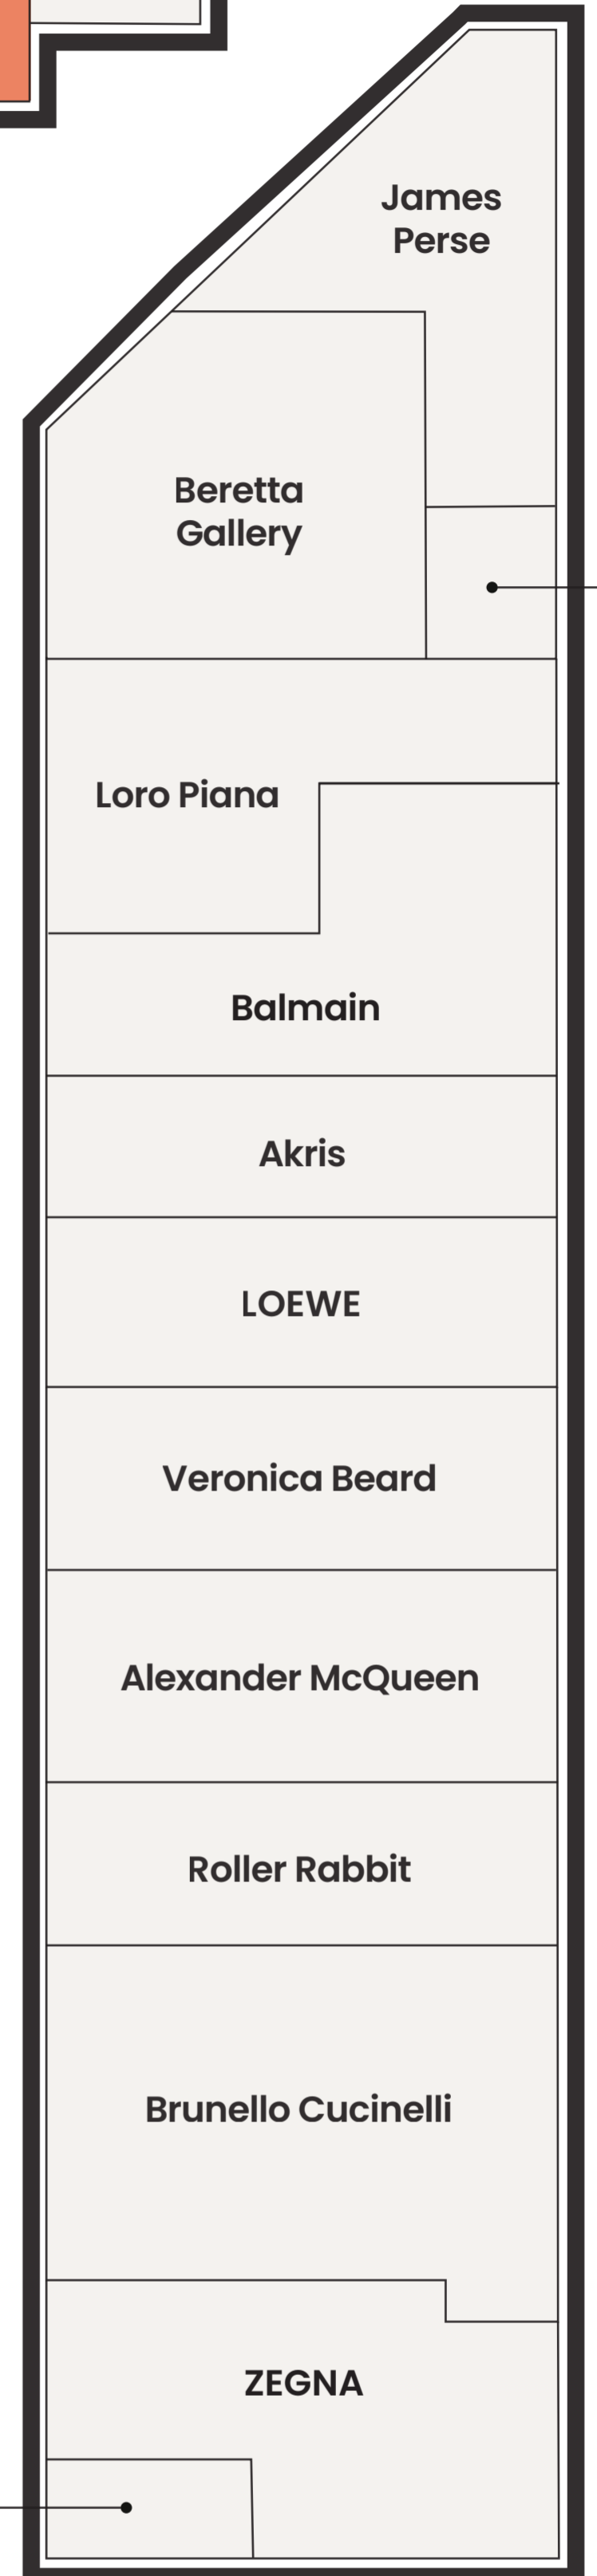 James
Perse
Beretta
Gallery
Loro Piana
Balmain
Akris
LOEWE
Veronica Beard
Alexander McQueen
Roller Rabbit
Brunello Cucinelli
ZEGNA